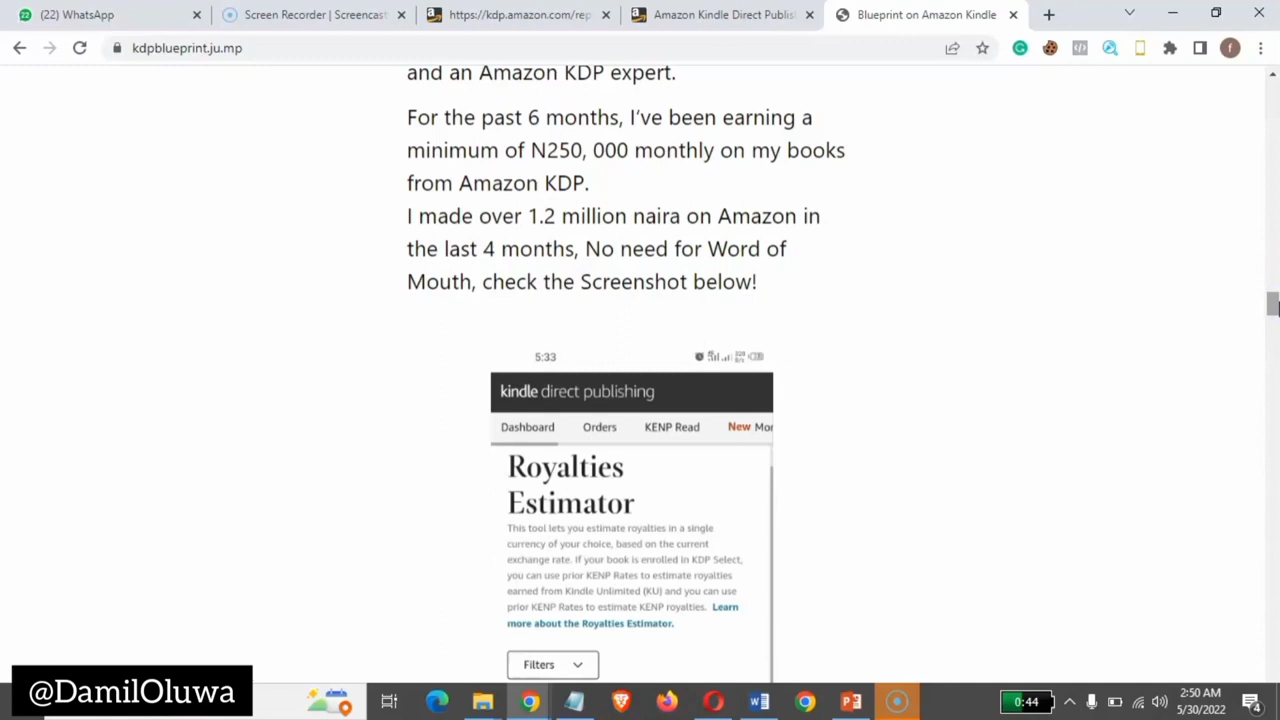 (22) WhatsApp
Screen Recorder | Screencast
https://kdp.amazon.com/rep
Amazon Kindle Direct Publis
Blueprint on Amazon Kindle
kdpblueprint.ju.mp
f
and an Amazon KDP expert.
For the past 6 months, I’ve been earning a
minimum of N250, 000 monthly on my books
from Amazon KDP.
I made over 1.2 million naira on Amazon in
the last 4 months, No need for Word of
Mouth, check the Screenshot below!
5:33
kindle direct publishing
Dashboard Orders KENP Read New Mor
Royalties
Estimator
This tool lets you estimate royalties in a single
currency of your choice, based on the current
exchange rate. If your book is enrolled in KDP Select,
you can use prior KENP Rates to estimate royalties
earned from Kindle Unlimited (KU) and you can use
prior KENP Rates to estimate KENP royalties. Learn
more about the Royalties Estimator.
Filters
@DamilOluwa
0:44
2:50 AM
5/30/2022
4